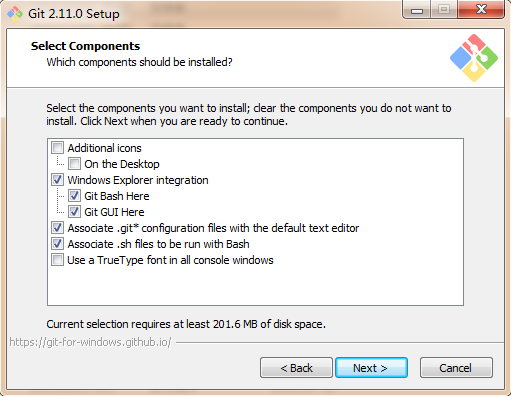 Git 2.11.0 Setup
Select Components
Which components should be installed?
Select the components you want to install; clear the components you do not want to
install. Click Next when you are ready to continue.
Additional icons
On the Desktop
Windows Explorer integration
Git Bash Here
Git GUI Here
Associate .git* configuration files with the default text editor
Associate .sh files to be run with Bash
Use a TrueType font in all console windows
Current selection requires at least 201.6 MB of disk space.
https://git-for-windows.github.io/
< Back
Next >
Cancel